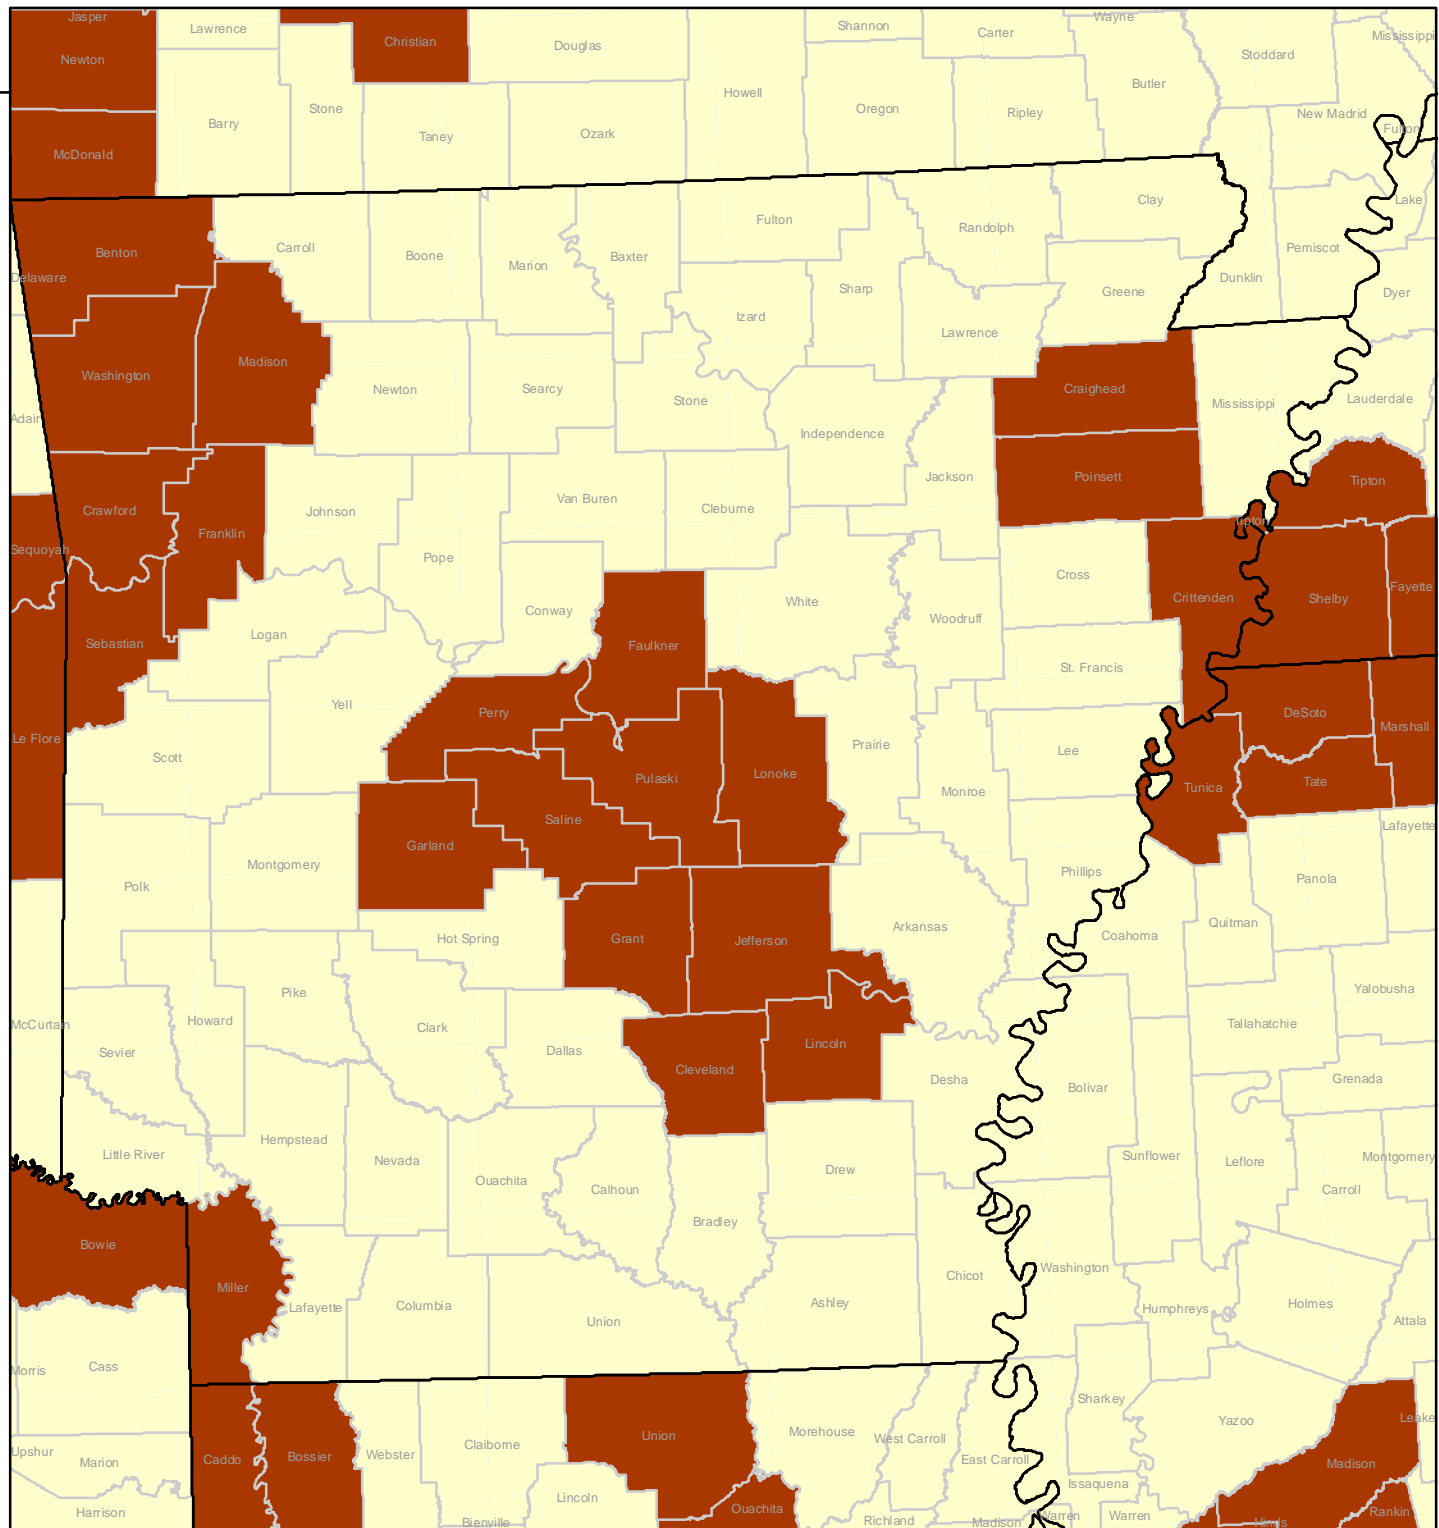 Jasper
Lawrence
Christian
Douglas
Shannon
Carter
Wayne
Stoddard
Mississippi
Newton
Barry
Stone
Taney
Ozark
Howell
Oregon
Ripley
Butler
New Madrid
Fulton
McDonald
Benton
Carroll
Boone
Marion
Baxter
Fulton
Randolph
Clay
Lake
Pemiscot
Delaware
Izard
Sharp
Greene
Dunklin
Dyer
Washington
Madison
Newton
Searcy
Stone
Lawrence
Craighead
Mississippi
Lauderdale
Adair
Independence
Jackson
Poinsett
Tipton
Crawford
Franklin
Johnson
Van Buren
Cleburne
Tipton
Sequoyah
Pope
Conway
White
Woodruff
Cross
Crittenden
Shelby
Fayette
Sebastian
Logan
Faulkner
St. Francis
Le Flore
Yell
Perry
Scott
Pulaski
Lonoke
Prairie
Lee
DeSoto
Marshall
Saline
Monroe
Tunica
Tate
Garland
Lafayette
Polk
Montgomery
Phillips
Panola
Hot Spring
Grant
Jefferson
Arkansas
Coahoma
Quitman
Yalobusha
McCurtain
Howard
Pike
Clark
Tallahatchie
Sevier
Dallas
Cleveland
Lincoln
Desha
Bolivar
Grenada
Little River
Hempstead
Nevada
Ouachita
Calhoun
Drew
Sunflower
Leflore
Montgomery
Carroll
Bradley
Bowie
Miller
Lafayette
Columbia
Union
Ashley
Chicot
Washington
Humphreys
Holmes
Attala
Morris
Cass
Sharkey
Yazoo
Leake
Upshur
Marion
Caddo
Bossier
Webster
Claiborne
Union
Morehouse
West Carroll
East Carroll
Issaquena
Madison
Harrison
Lincoln
Ouachita
Bienville
Richland
Madison
Warren
Warren
Hinds
Rankin